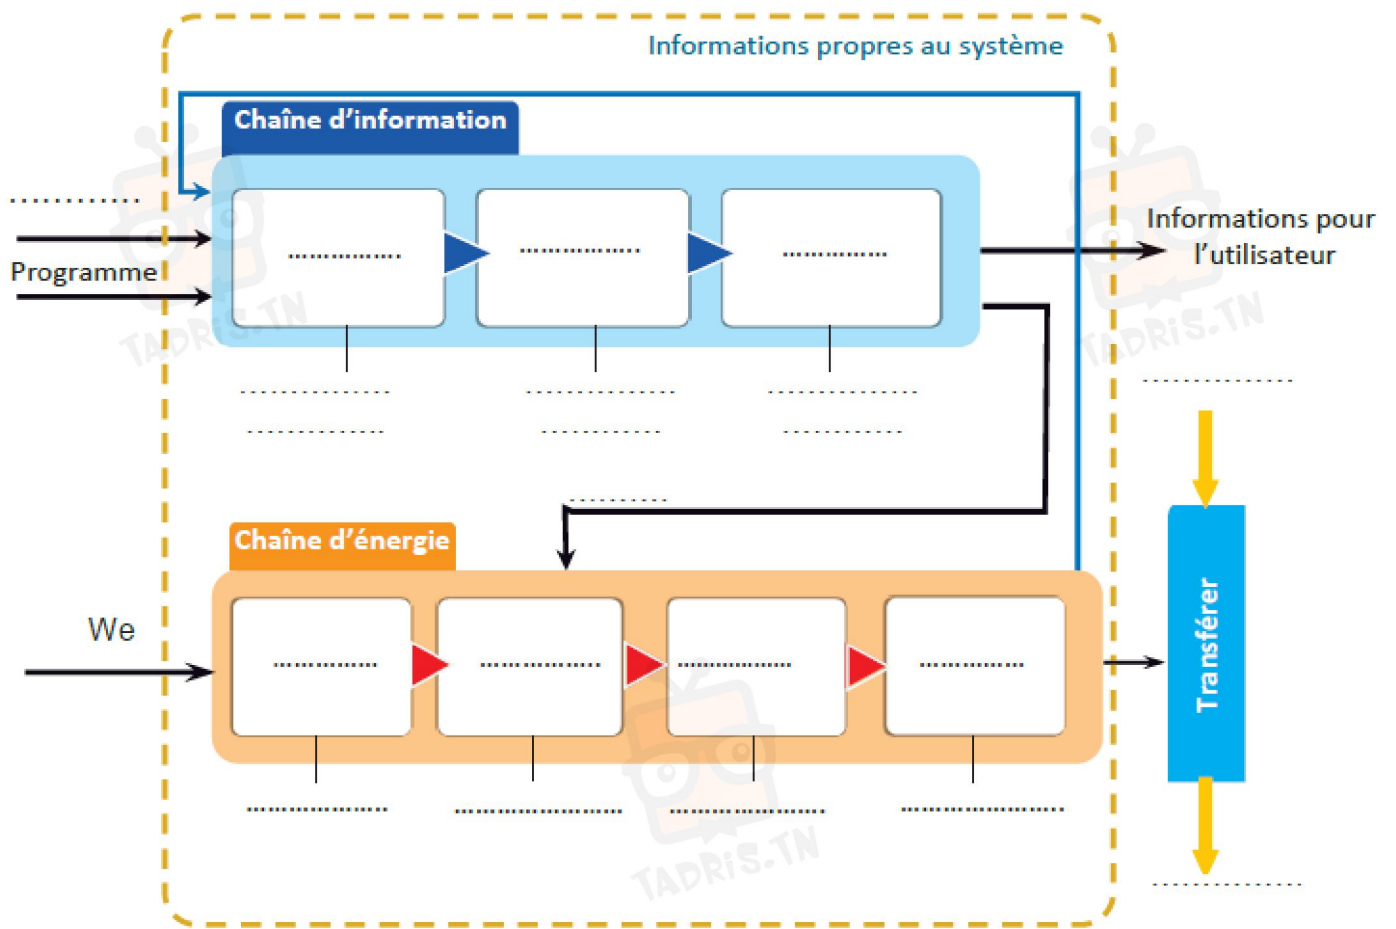 Informations propres au système
Chaîne d'information
............
Programme
................
................
...............
Informations pour
l'utilisateur
...............
...............
...............
..............
............
............
...............
..........
Chaîne d'énergie
We
...............
.................
................
...............
Transférer
....................
........................
......................
.......................
...............
TADRIS.TN
TADRIS.TN
TADRIS.TN